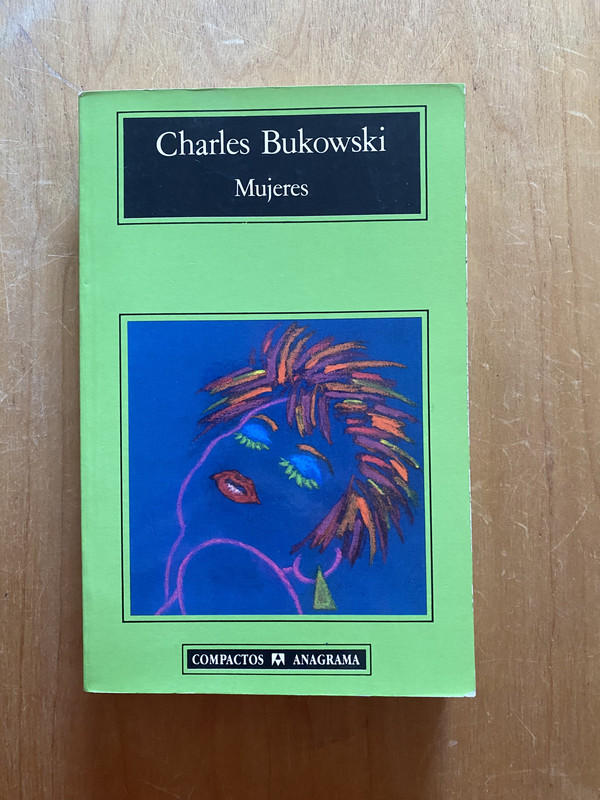 Charles Bukowski
Mujeres
COMPACTOS ANAGRAMA